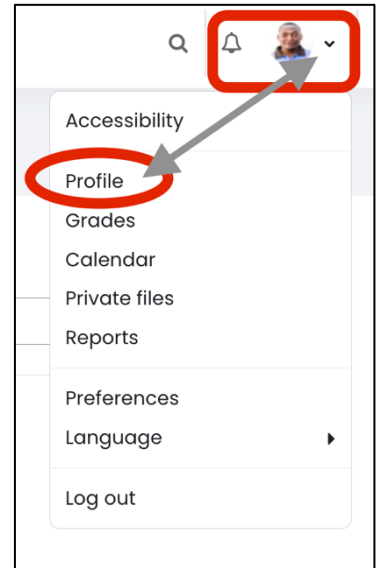 Accessibility
Profile
Grades
Calendar
Private files
Reports
Preferences
Language
Log out